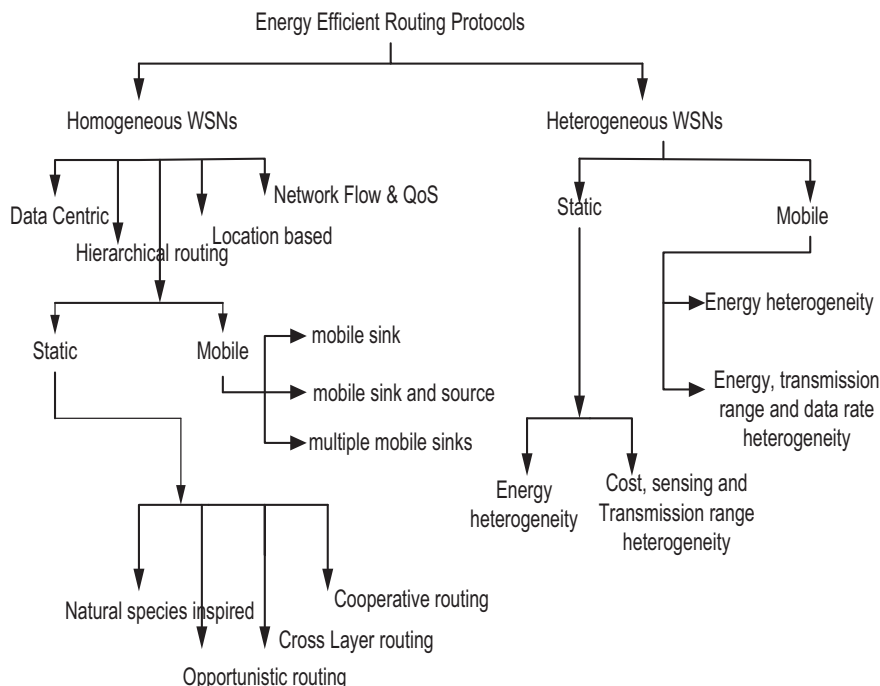 Energy Efficient Routing Protocols
Homogeneous WSNs
Heterogeneous WSNs
Data Centric
Hierarchical routing
Location based
Network Flow & QoS
Static
Mobile
Static
Mobile
mobile sink
mobile sink and source
multiple mobile sinks
Energy heterogeneity
Energy, transmission
range and data rate
heterogeneity
Energy
heterogeneity
Cost, sensing and
Transmission range
heterogeneity
Natural species inspired
Opportunistic routing
Cross Layer routing
Cooperative routing